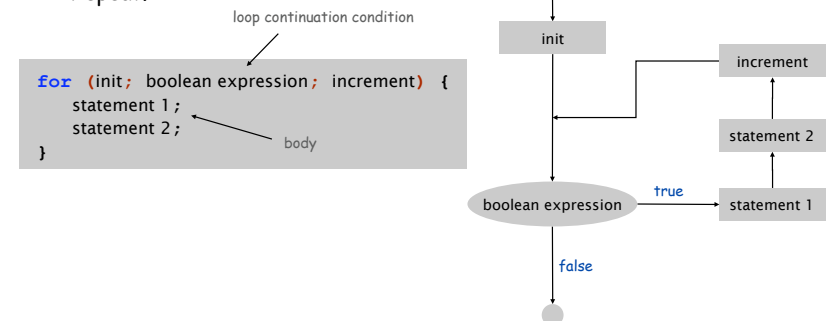 loop continuation condition
for (init; boolean expression; increment) {
statement 1;
statement 2;
}
body
init
increment
statement 2
boolean expression
true
statement 1
false